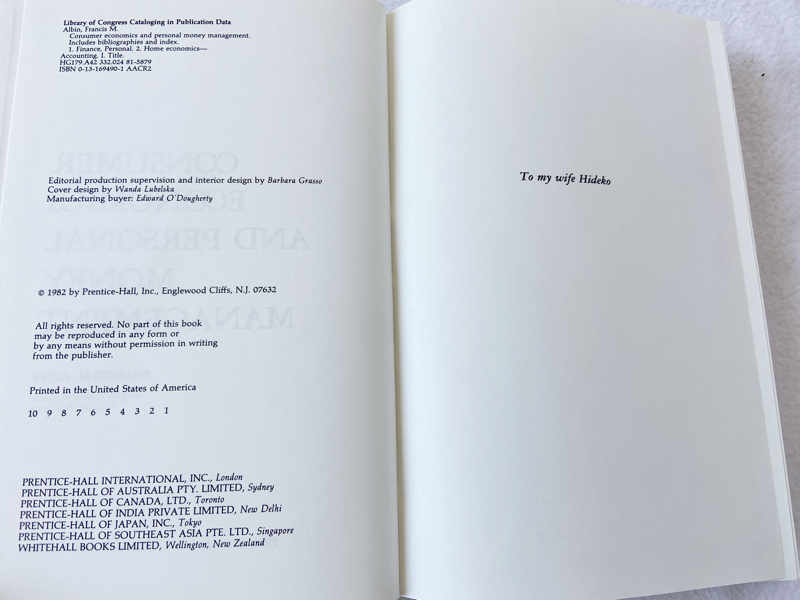 Library of Congress Cataloging in Publication Data
Albin, Francis M.
Consumer economics and personal money management.
Includes bibliographies and index.
1. Finance, Personal. 2. Home economics—
Accounting. I. Title.
HG179.A42 332.024 81-5879
ISBN 0-13-169490-1 AACR2
Editorial production supervision and interior design by Barbara Grasso
Cover design by Wanda Lubelska
Manufacturing buyer: Edward O'Dougherty
© 1982 by Prentice-Hall, Inc., Englewood Cliffs, N.J. 07632
All rights reserved. No part of this book
may be reproduced in any form or
by any means without permission in writing
from the publisher.
Printed in the United States of America
10 9 8 7 6 5 4 3 2 1
PRENTICE-HALL INTERNATIONAL, INC., London
PRENTICE-HALL OF AUSTRALIA PTY. LIMITED, Sydney
PRENTICE-HALL OF CANADA, LTD., Toronto
PRENTICE-HALL OF INDIA PRIVATE LIMITED, New Delhi
PRENTICE-HALL OF JAPAN, INC., Tokyo
PRENTICE-HALL OF SOUTHEAST ASIA PTE. LTD., Singapore
WHITEHALL BOOKS LIMITED, Wellington, New Zealand
To my wife Hideko